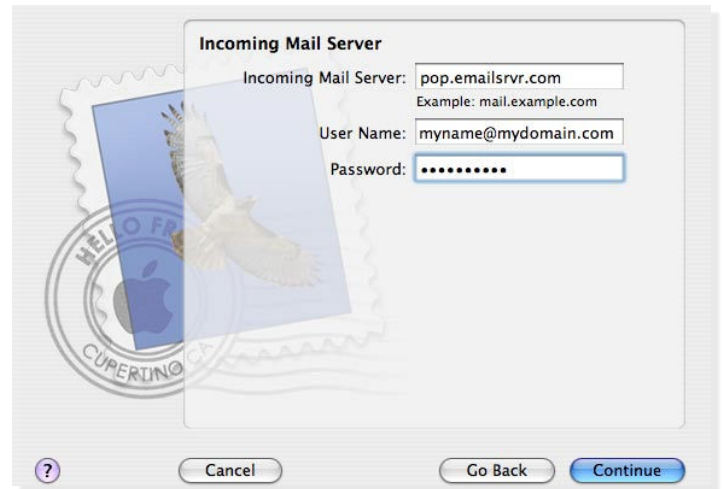 Incoming Mail Server
Incoming Mail Server: pop.emailsrvr.com
Example: mail.example.com
User Name: myname@mydomain.com
Password: ••••••••••
HELLO FR
CUPERTINO CA
? Cancel Go Back Continue